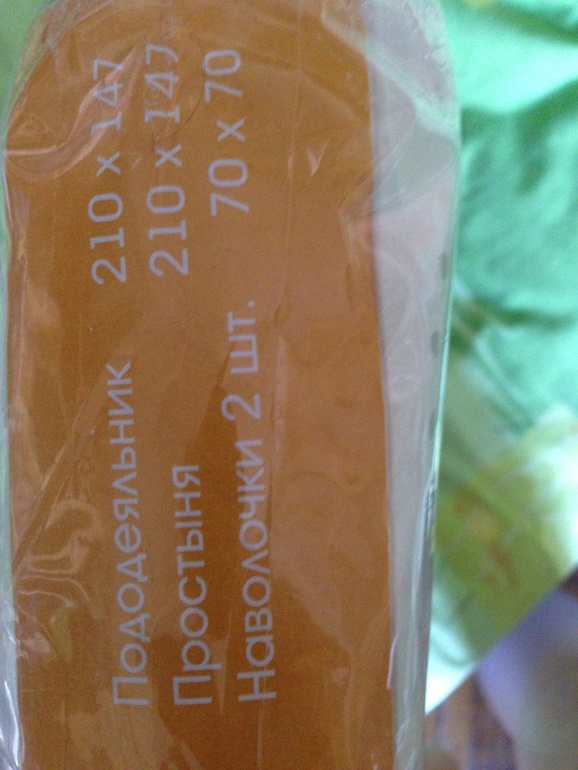 Пододеяльник 210 x 147
Простыня 210 x 147
Наволочки 2 шт. 70 x 70